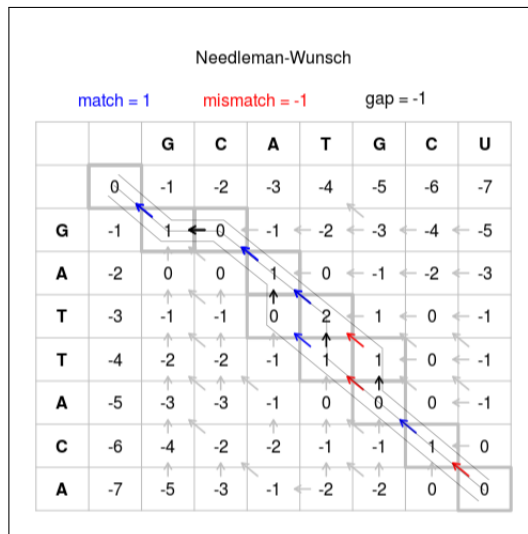 Needleman-Wunsch
match = 1 mismatch = -1 gap = -1
G C A T G C U
0 -1 -2 -3 -4 -5 -6 -7
G -1 1 0 -1 -2 -3 -4 -5
A -2 0 0 1 0 -1 -2 -3
T -3 -1 -1 0 2 1 0 -1
T -4 -2 -2 -1 1 1 0 -1
A -5 -3 -3 -1 0 0 0 -1
C -6 -4 -2 -2 -1 -1 1 0
A -7 -5 -3 -1 -2 -2 0 0